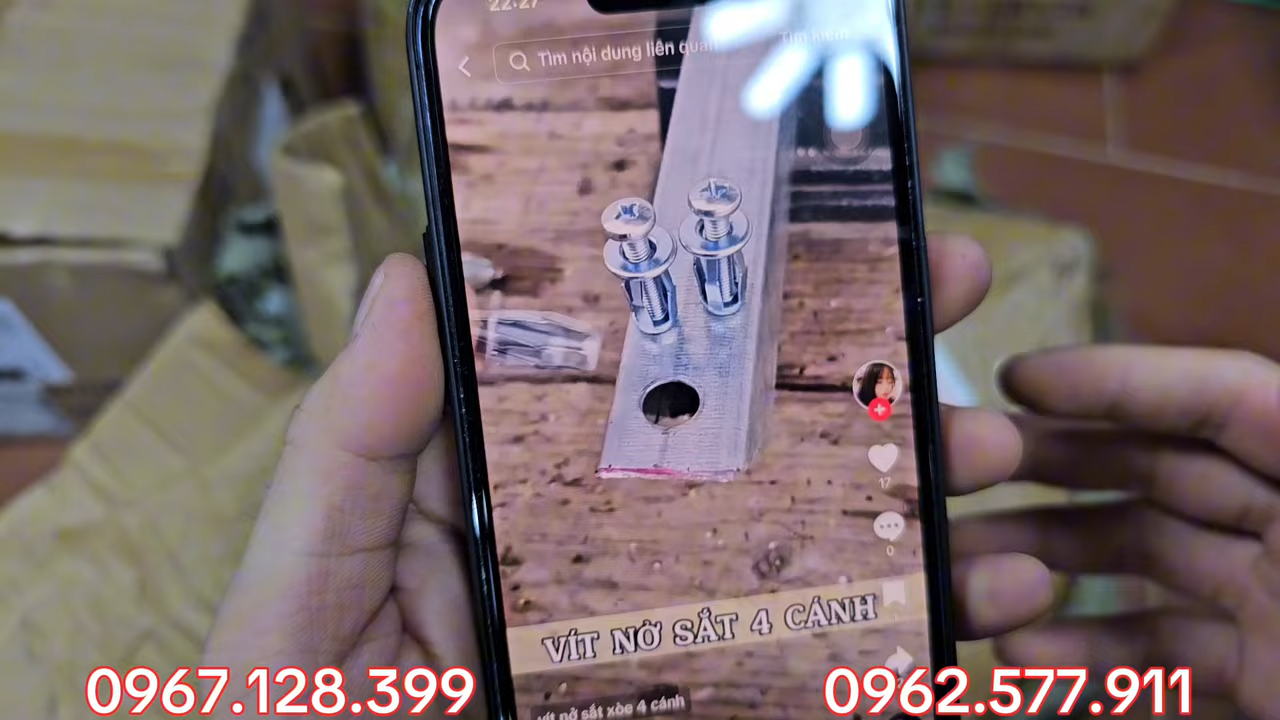 22:27
Tìm nội dung liên quan
Tìm kiếm
17
0
VÍT NỞ SẮT 4 CÁNH
vít nở sắt xòe 4 cánh
0967.128.399
0962.577.911